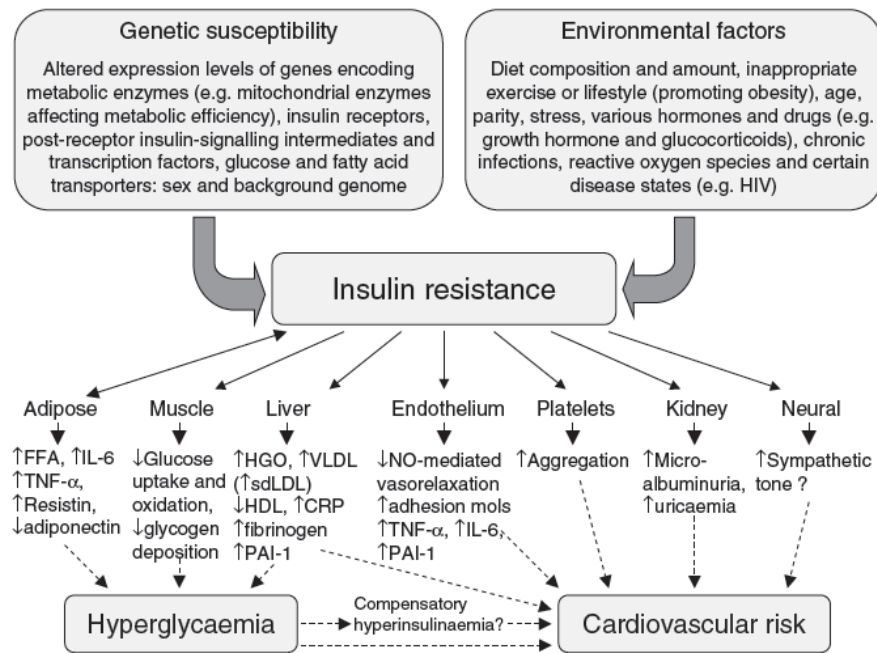 Genetic susceptibility
Altered expression levels of genes encoding
metabolic enzymes (e.g. mitochondrial enzymes
affecting metabolic efficiency), insulin receptors,
post-receptor insulin-signalling intermediates and
transcription factors, glucose and fatty acid
transporters: sex and background genome
Environmental factors
Diet composition and amount, inappropriate
exercise or lifestyle (promoting obesity), age,
parity, stress, various hormones and drugs (e.g.
growth hormone and glucocorticoids), chronic
infections, reactive oxygen species and certain
disease states (e.g. HIV)
Insulin resistance
Adipose
↑FFA, ↑IL-6
↑TNF-α,
↑Resistin,
↓adiponectin
Muscle
↓Glucose
uptake and
oxidation,
↓glycogen
deposition
Liver
↑HGO, ↑VLDL
(↑sdLDL)
↓HDL, ↑CRP
↑fibrinogen
↑PAI-1
Endothelium
↓NO-mediated
vasorelaxation
↑adhesion mols
↑TNF-α, ↑IL-6,
↑PAI-1
Platelets
↑Aggregation
Kidney
↑Micro-
albuminuria,
↑uricaemia
Neural
↑Sympathetic
tone ?
Hyperglycaemia
Compensatory
hyperinsulinaemia?
Cardiovascular risk